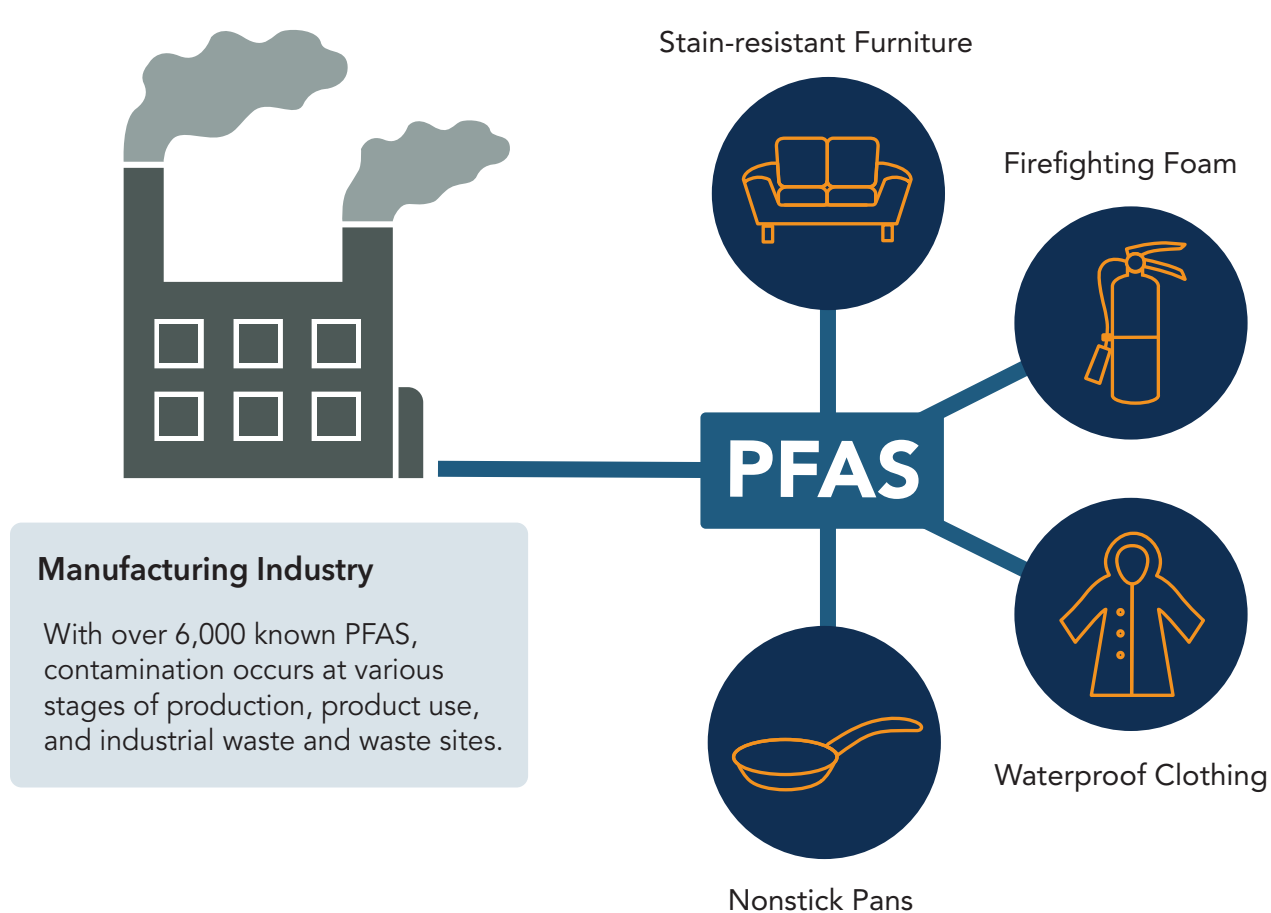 Stain-resistant Furniture
Firefighting Foam
PFAS
Manufacturing Industry
With over 6,000 known PFAS,
contamination occurs at various
stages of production, product use,
and industrial waste and waste sites.
Waterproof Clothing
Nonstick Pans